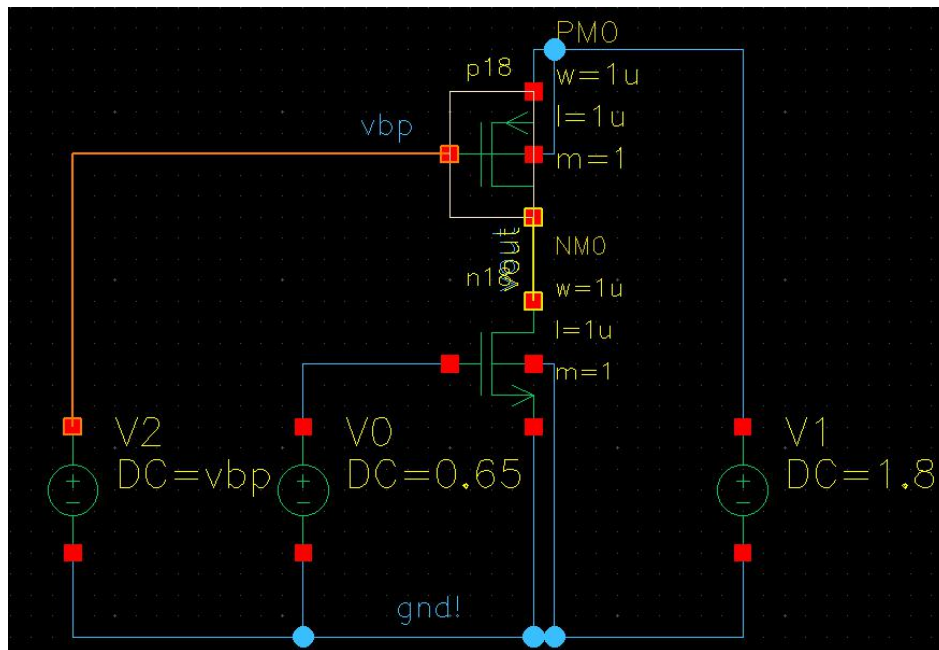 PM0
p18
w=1u
l=1u
m=1
vbp
vout
NM0
n18
w=1u
l=1u
m=1
V2
DC=vbp
V0
DC=0.65
V1
DC=1.8
gnd!